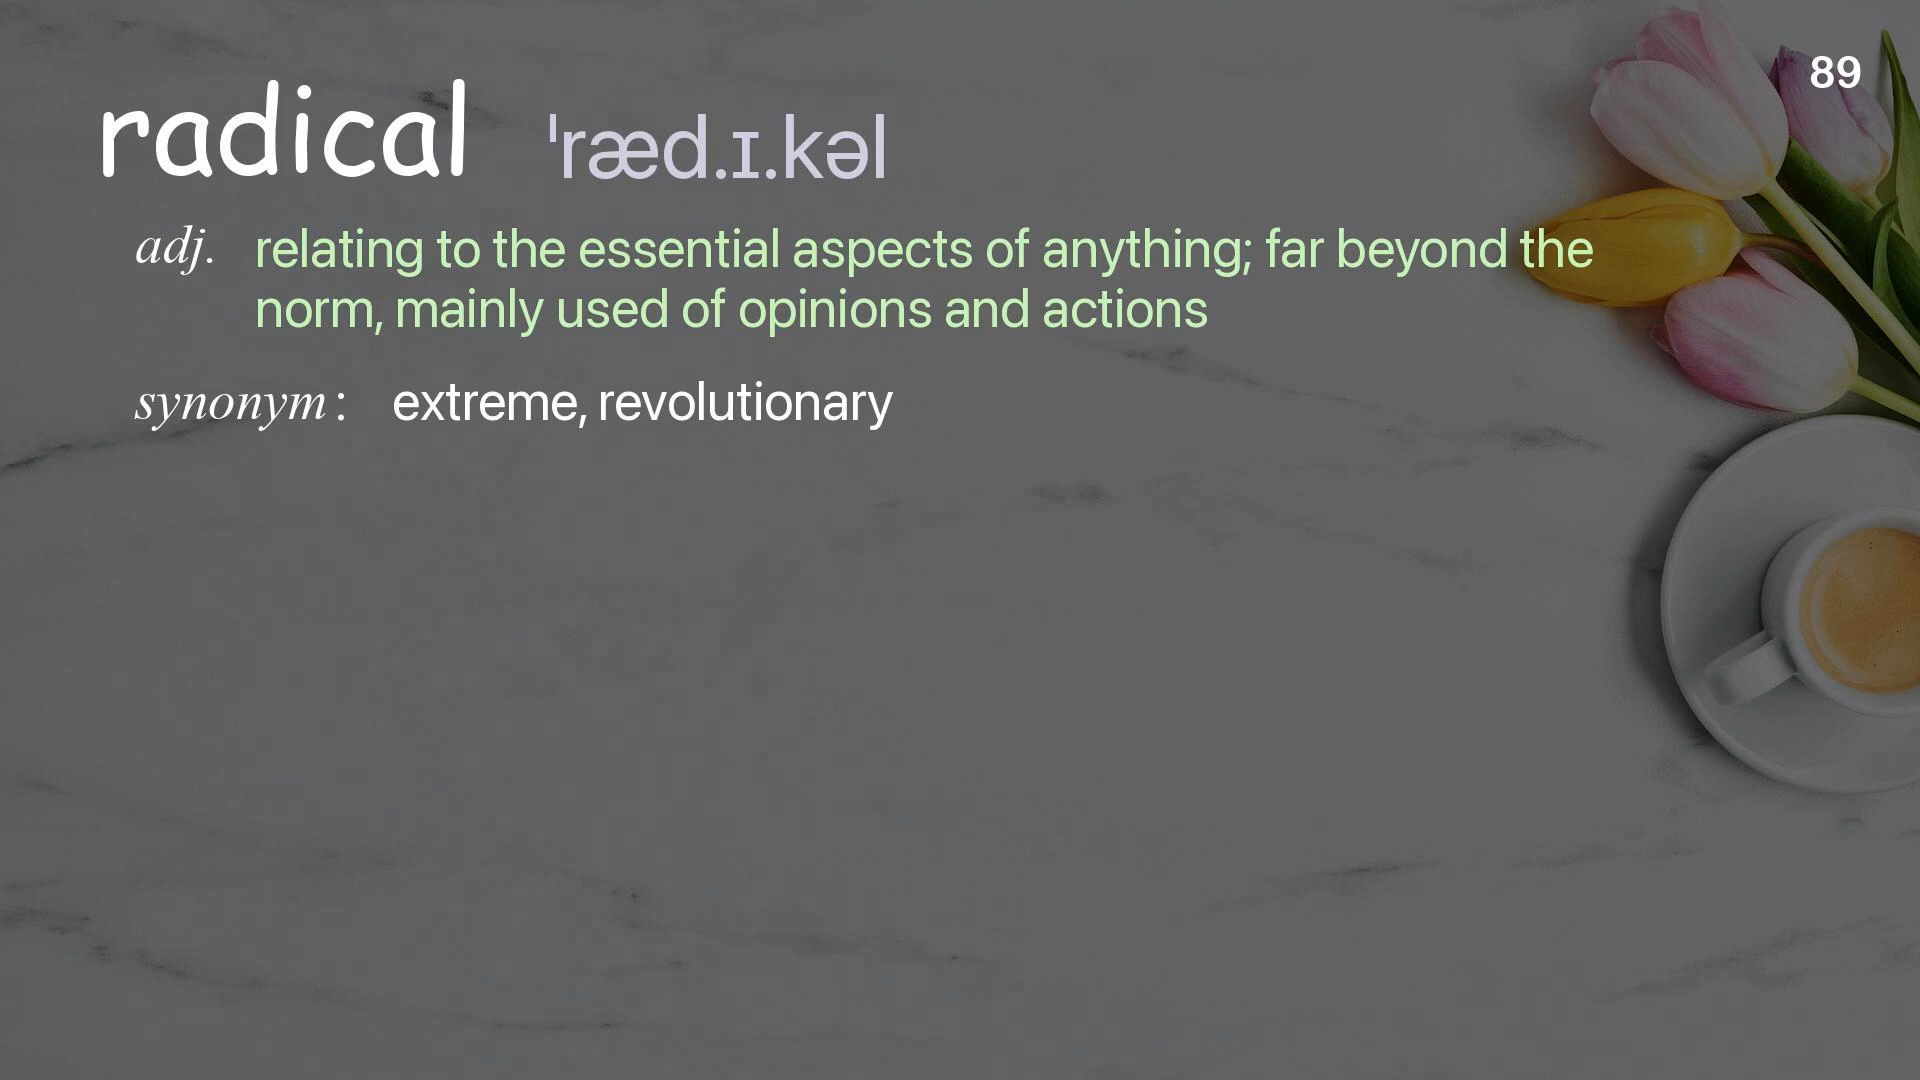 89
radical ˈræd.ɪ.kəl
adj. relating to the essential aspects of anything; far beyond the
norm, mainly used of opinions and actions
synonym : extreme, revolutionary